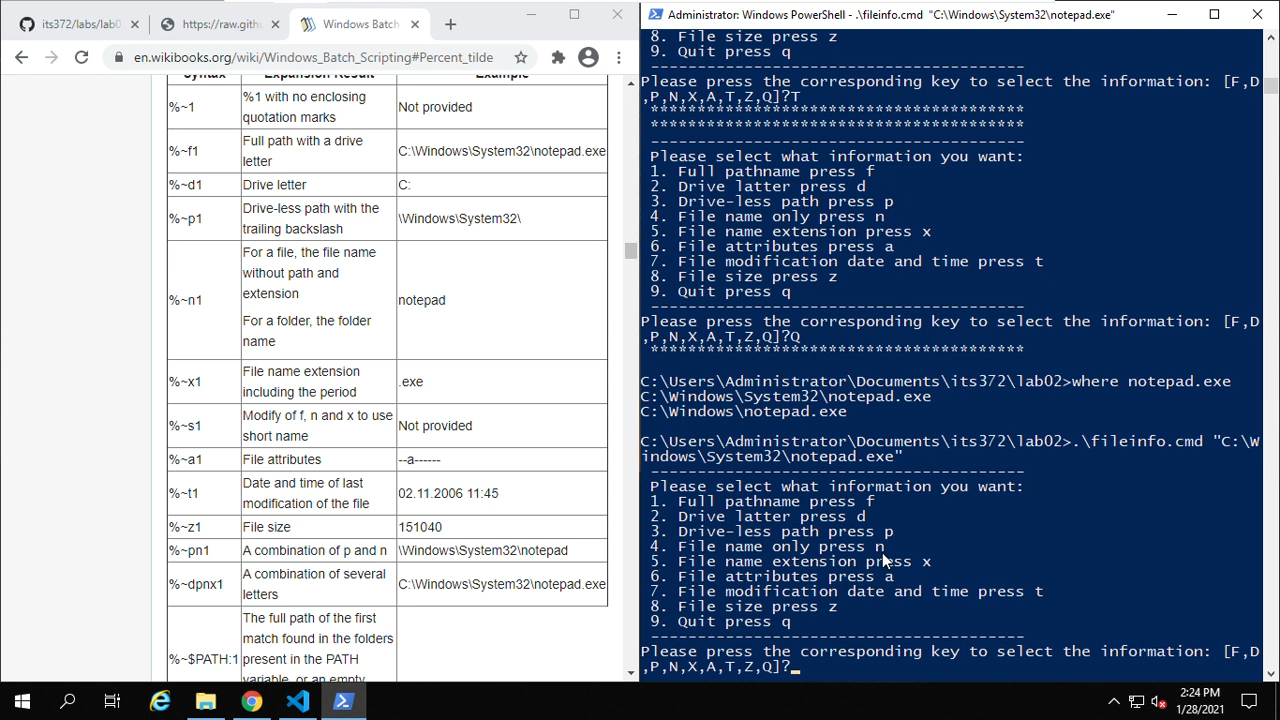 its372/labs/lab0
https://raw.gith
Windows Batch
en.wikibooks.org/wiki/Windows_Batch_Scripting#Percent_tilde
Syntax Expansion Result Example
%~1 %1 with no enclosing quotation marks Not provided
%~f1 Full path with a drive letter C:\Windows\System32\notepad.exe
%~d1 Drive letter C:
%~p1 Drive-less path with the trailing backslash \Windows\System32\
%~n1 For a file, the file name without path and extension
For a folder, the folder name notepad
%~x1 File name extension including the period .exe
%~s1 Modify of f, n and x to use short name Not provided
%~a1 File attributes --a------
%~t1 Date and time of last modification of the file 02.11.2006 11:45
%~z1 File size 151040
%~pn1 A combination of p and n \Windows\System32\notepad
%~dpnx1 A combination of several letters C:\Windows\System32\notepad.exe
%~$PATH:1 The full path of the first match found in the folders present in the PATH variable, or an empty
Administrator: Windows PowerShell - .\fileinfo.cmd "C:\Windows\System32\notepad.exe"
8. File size press z
9. Quit press q
-----------------------------------------
Please press the corresponding key to select the information: [F,D
,P,N,X,A,T,Z,Q]?T
*****************************************
*****************************************
-----------------------------------------
Please select what information you want:
1. Full pathname press f
2. Drive latter press d
3. Drive-less path press p
4. File name only press n
5. File name extension press x
6. File attributes press a
7. File modification date and time press t
8. File size press z
9. Quit press q
-----------------------------------------
Please press the corresponding key to select the information: [F,D
,P,N,X,A,T,Z,Q]?Q
*****************************************
C:\Users\Administrator\Documents\its372\lab02>where notepad.exe
C:\Windows\System32\notepad.exe
C:\Windows\notepad.exe
C:\Users\Administrator\Documents\its372\lab02>.\fileinfo.cmd "C:\W
indows\System32\notepad.exe"
-----------------------------------------
Please select what information you want:
1. Full pathname press f
2. Drive latter press d
3. Drive-less path press p
4. File name only press n
5. File name extension press x
6. File attributes press a
7. File modification date and time press t
8. File size press z
9. Quit press q
-----------------------------------------
Please press the corresponding key to select the information: [F,D
,P,N,X,A,T,Z,Q]?_
2:24 PM
1/28/2021